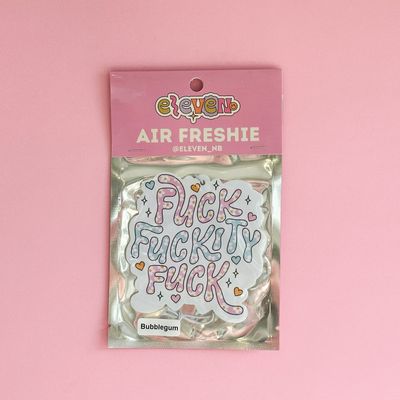 eleven
AIR FRESHIE
@ELEVEN_NB
FUCK
FUCKITY
FUCK
Bubblegum